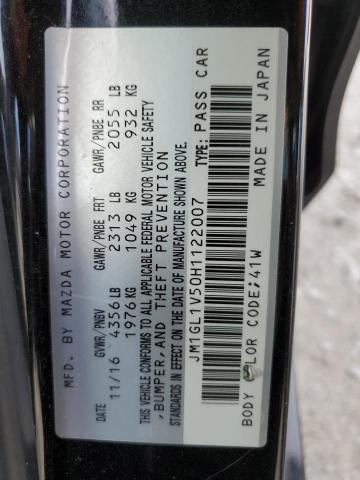 MFD. BY MAZDA MOTOR CORPORATION
DATE GVWR/PNBV GAWR/PNBE FRT GAWR/PNBE RR
11/16 4356 LB 2313 LB 2055 LB
1976 KG 1049 KG 932 KG
THIS VEHICLE CONFORMS TO ALL APPLICABLE FEDERAL MOTOR VEHICLE SAFETY
,BUMPER,AND THEFT PREVENTION
STANDARDS IN EFFECT ON THE DATE OF MANUFACTURE SHOWN ABOVE.
JM1GL1V50H1122007 TYPE: PASS CAR
BODY COLOR CODE;41W MADE IN JAPAN